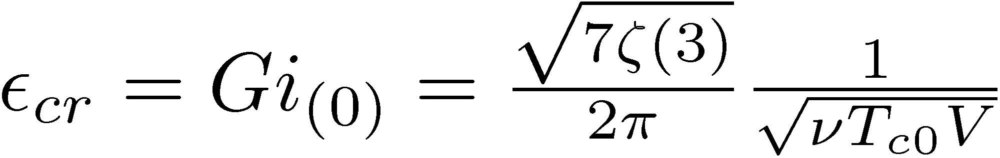 \epsilon_{cr} = Gi_{(0)} = \frac{\sqrt{7\zeta(3)}}{2\pi} \frac{1}{\sqrt{\nu T_{c0} V}}